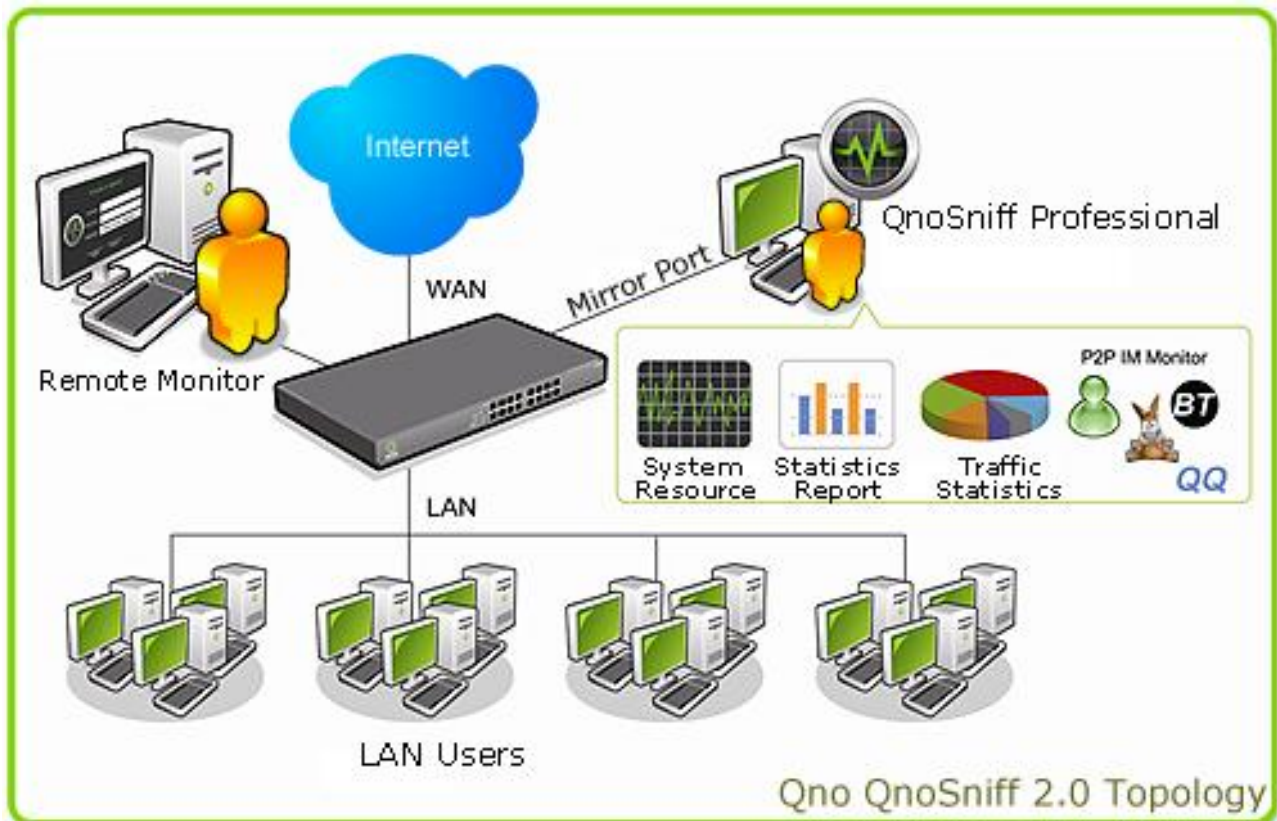 Internet
QnoSniff Professional
Mirror Port
WAN
Remote Monitor
P2P IM Monitor
BT
QQ
System
Resource
Statistics
Report
Traffic
Statistics
LAN
LAN Users
Qno QnoSniff 2.0 Topology